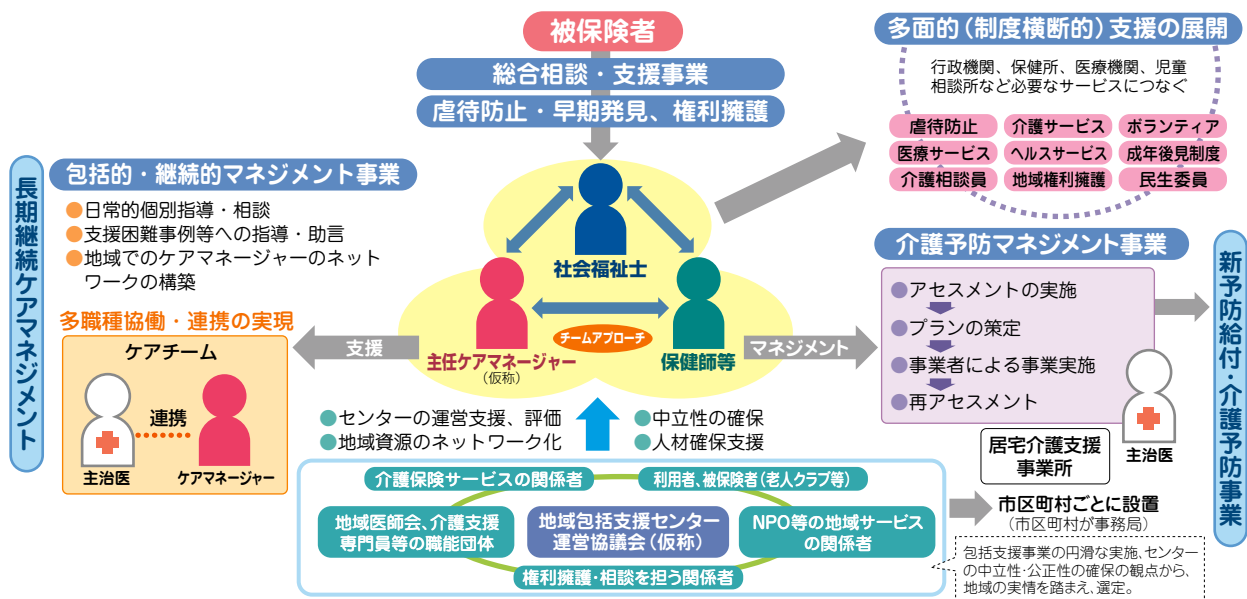 被保険者
総合相談・支援事業
虐待防止・早期発見、権利擁護
多面的（制度横断的）支援の展開
行政機関、保健所、医療機関、児童
相談所など必要なサービスにつなぐ
虐待防止
介護サービス
ボランティア
医療サービス
ヘルスサービス
成年後見制度
介護相談員
地域権利擁護
民生委員
長期継続ケアマネジメント
包括的・継続的マネジメント事業
●日常的個別指導・相談
●支援困難事例等への指導・助言
●地域でのケアマネージャーのネット
ワークの構築
多職種協働・連携の実現
ケアチーム
連携
主治医
ケアマネージャー
支援
社会福祉士
チームアプローチ
主任ケアマネージャー
（仮称）
保健師等
マネジメント
介護予防マネジメント事業
●アセスメントの実施
●プランの策定
●事業者による事業実施
●再アセスメント
主治医
居宅介護支援
事業所
新予防給付・介護予防事業
●センターの運営支援、評価
●地域資源のネットワーク化
●中立性の確保
●人材確保支援
介護保険サービスの関係者
利用者、被保険者（老人クラブ等）
地域医師会、介護支援
専門員等の職能団体
地域包括支援センター
運営協議会（仮称）
NPO等の地域サービス
の関係者
権利擁護・相談を担う関係者
市区町村ごとに設置
（市区町村が事務局）
包括支援事業の円滑な実施、センター
の中立性・公正性の確保の観点から、
地域の実情を踏まえ、選定。